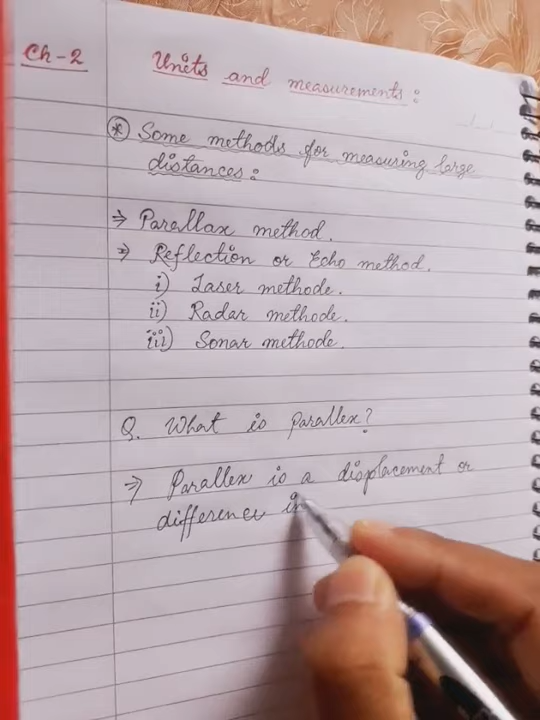 Ch-2
Units and measurements:
* Some methods for measuring large
distances:
⇒ Parallax method.
⇒ Reflection or Echo method.
i) Laser methode.
ii) Radar methode.
iii) Sonar methode.
Q. What is parallex?
⇒ Parallex is a displacement or
difference in